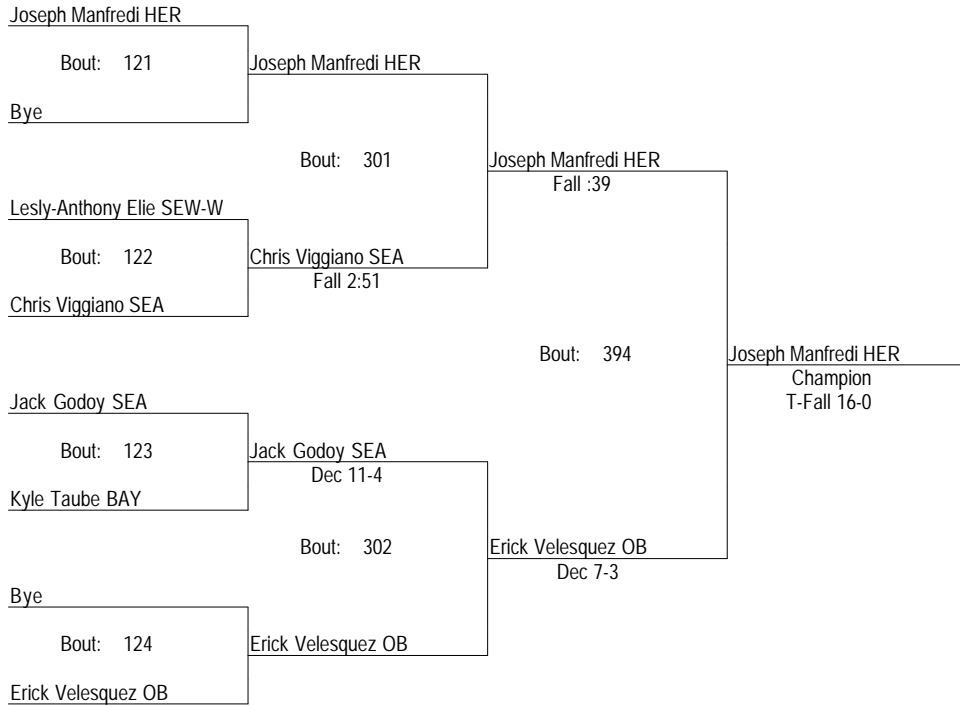 Joseph Manfredi HER
Bout: 121
Joseph Manfredi HER
Bye
Bout: 301
Joseph Manfredi HER
Fall :39
Lesly-Anthony Elie SEW-W
Bout: 122
Chris Viggiano SEA
Fall 2:51
Chris Viggiano SEA
Bout: 394
Joseph Manfredi HER
Champion
T-Fall 16-0
Jack Godoy SEA
Bout: 123
Jack Godoy SEA
Dec 11-4
Kyle Taube BAY
Bout: 302
Erick Velesquez OB
Dec 7-3
Bye
Bout: 124
Erick Velesquez OB
Erick Velesquez OB